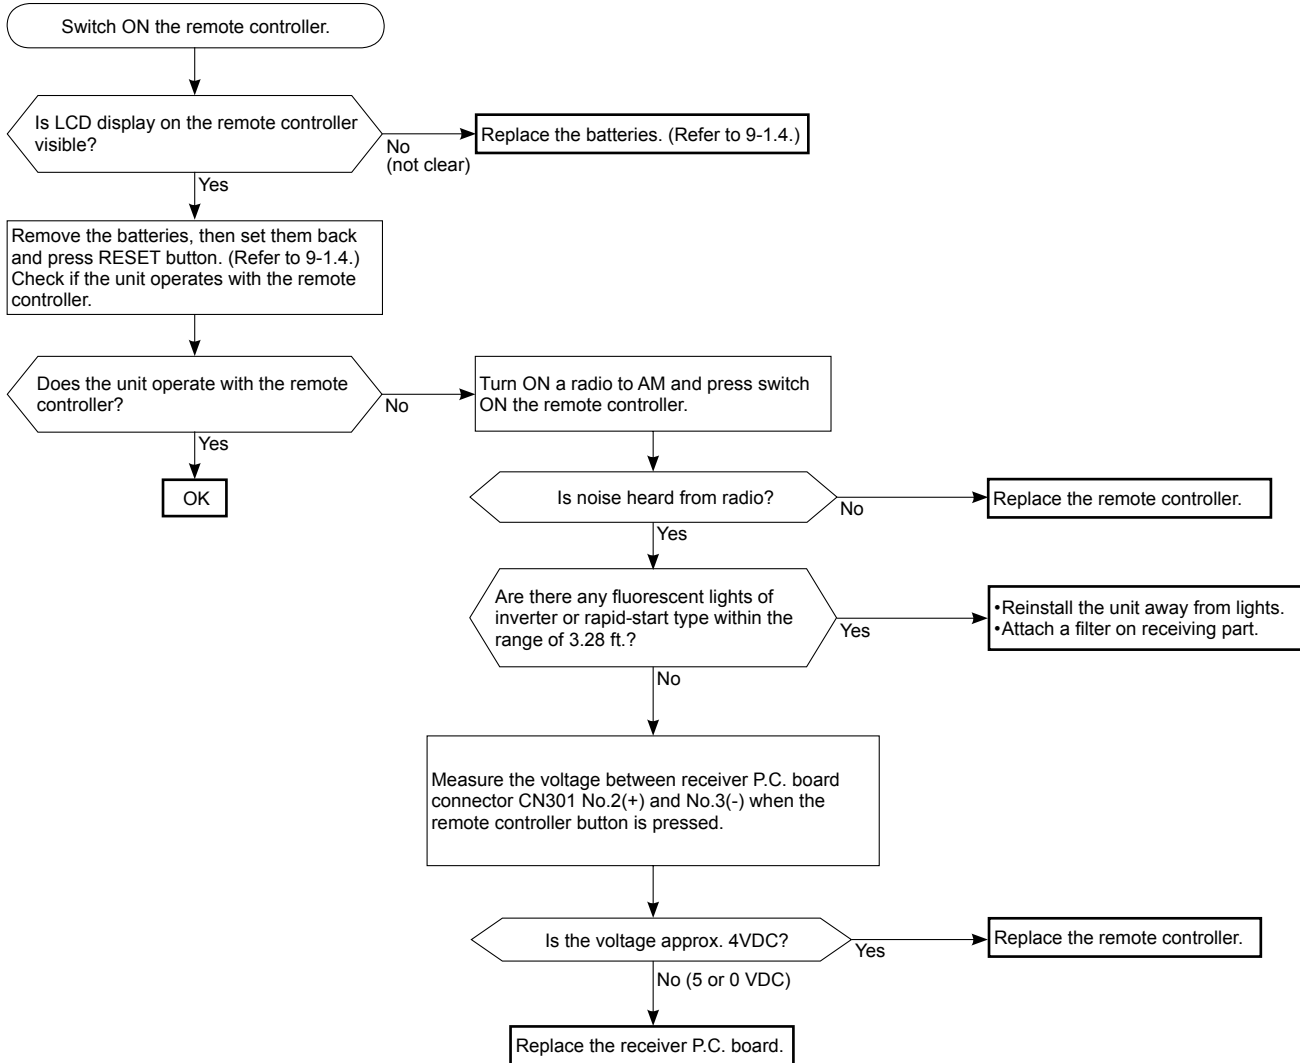 Switch ON the remote controller.
Is LCD display on the remote controller
visible?
No
(not clear)
Replace the batteries. (Refer to 9-1.4.)
Yes
Remove the batteries, then set them back
and press RESET button. (Refer to 9-1.4.)
Check if the unit operates with the remote
controller.
Does the unit operate with the remote
controller?
No
Turn ON a radio to AM and press switch
ON the remote controller.
Yes
OK
Is noise heard from radio?
No
Replace the remote controller.
Yes
Are there any fluorescent lights of
inverter or rapid-start type within the
range of 3.28 ft.?
Yes
•Reinstall the unit away from lights.
•Attach a filter on receiving part.
No
Measure the voltage between receiver P.C. board
connector CN301 No.2(+) and No.3(-) when the
remote controller button is pressed.
Is the voltage approx. 4VDC?
Yes
Replace the remote controller.
No (5 or 0 VDC)
Replace the receiver P.C. board.